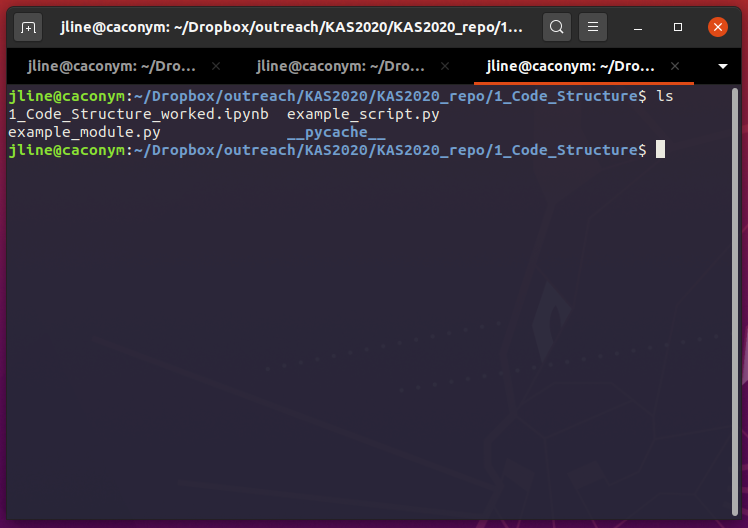 jline@caconym: ~/Dropbox/outreach/KAS2020/KAS2020_repo/1...
jline@caconym: ~/Dro... jline@caconym: ~/Dro... jline@caconym: ~/Dro...
jline@caconym:~/Dropbox/outreach/KAS2020/KAS2020_repo/1_Code_Structure$ ls
1_Code_Structure_worked.ipynb  example_script.py
example_module.py              __pycache__
jline@caconym:~/Dropbox/outreach/KAS2020/KAS2020_repo/1_Code_Structure$